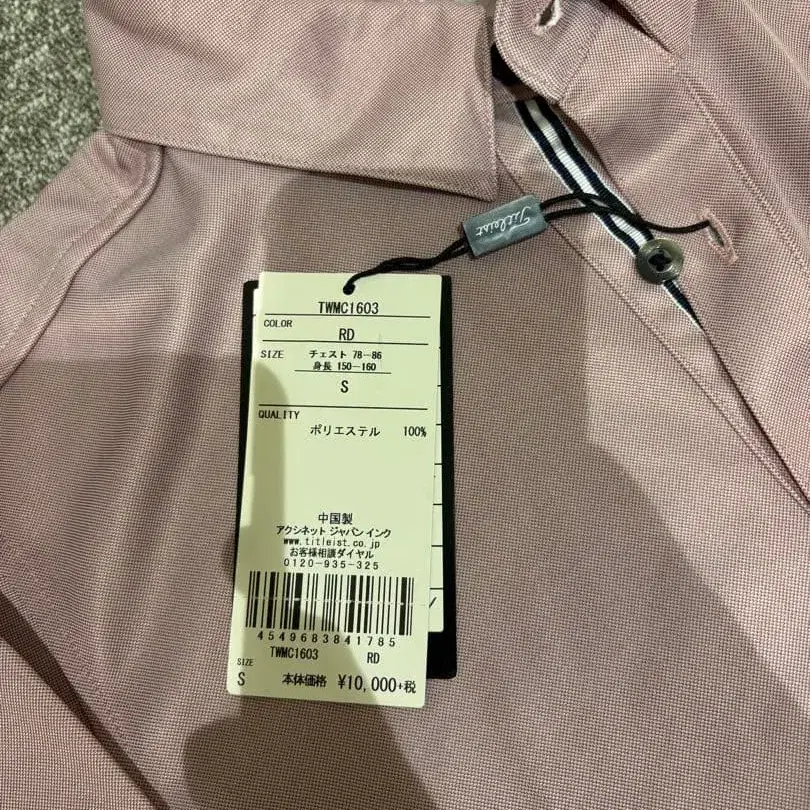 Titleist
TWMC1603
COLOR
RD
SIZE
チェスト 78-86
身長 150-160
S
QUALITY
ポリエステル 100%
中国製
アクシネット ジャパン インク
www.titleist.co.jp
お客様相談ダイヤル
0120-935-325
4549683841785
TWMC1603 RD
SIZE
S 本体価格 ¥10,000+税